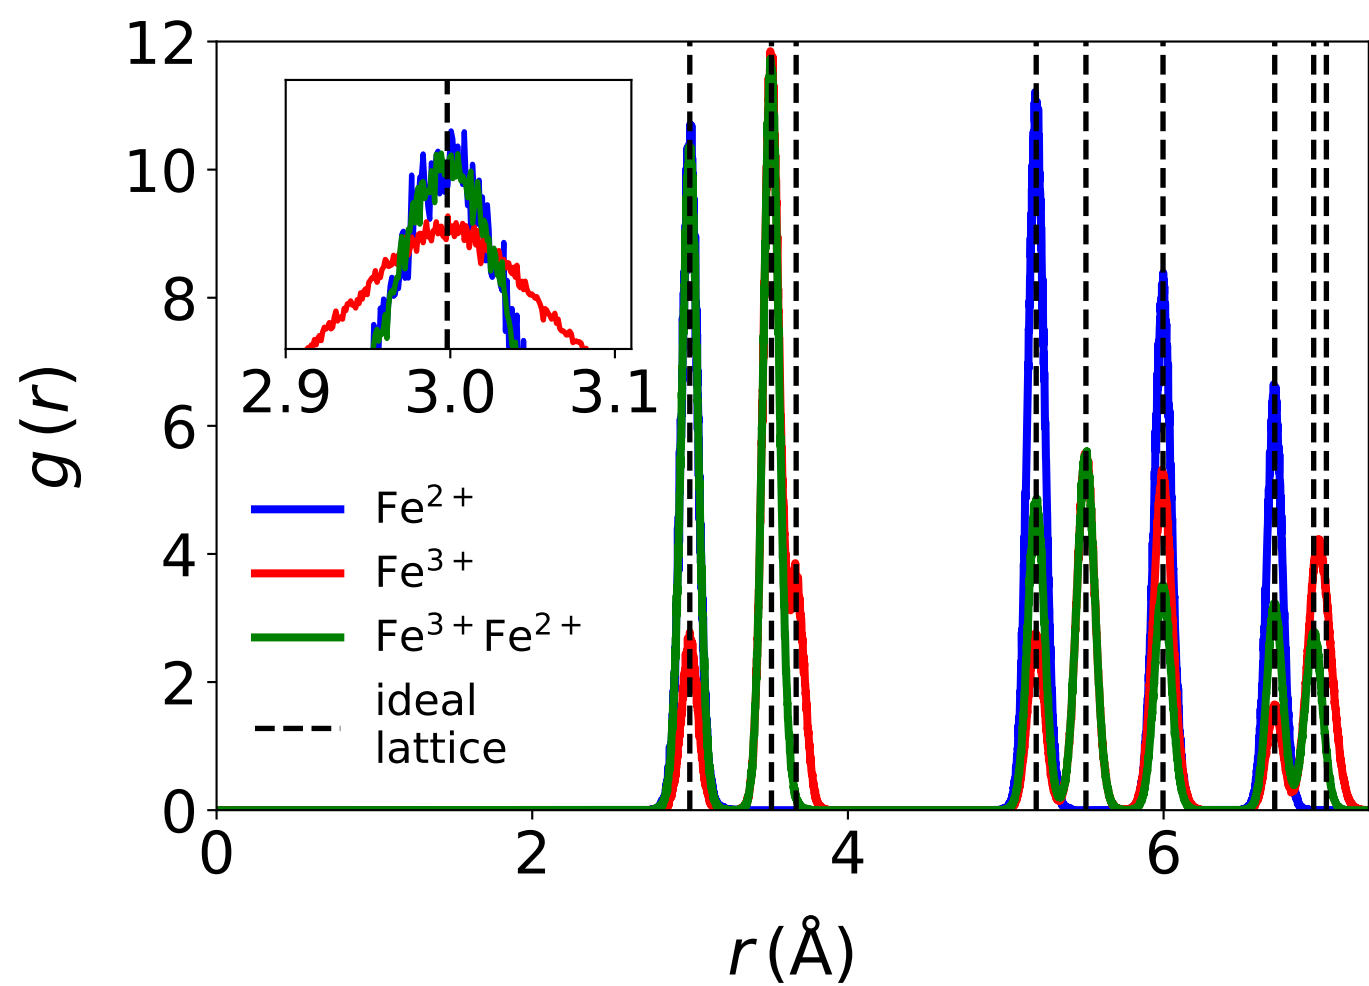 12
10
8
6
4
2
0
g (r)
2.9 3.0 3.1
Fe²⁺
Fe³⁺
Fe³⁺Fe²⁺
ideal
lattice
0 2 4 6
r (Å)